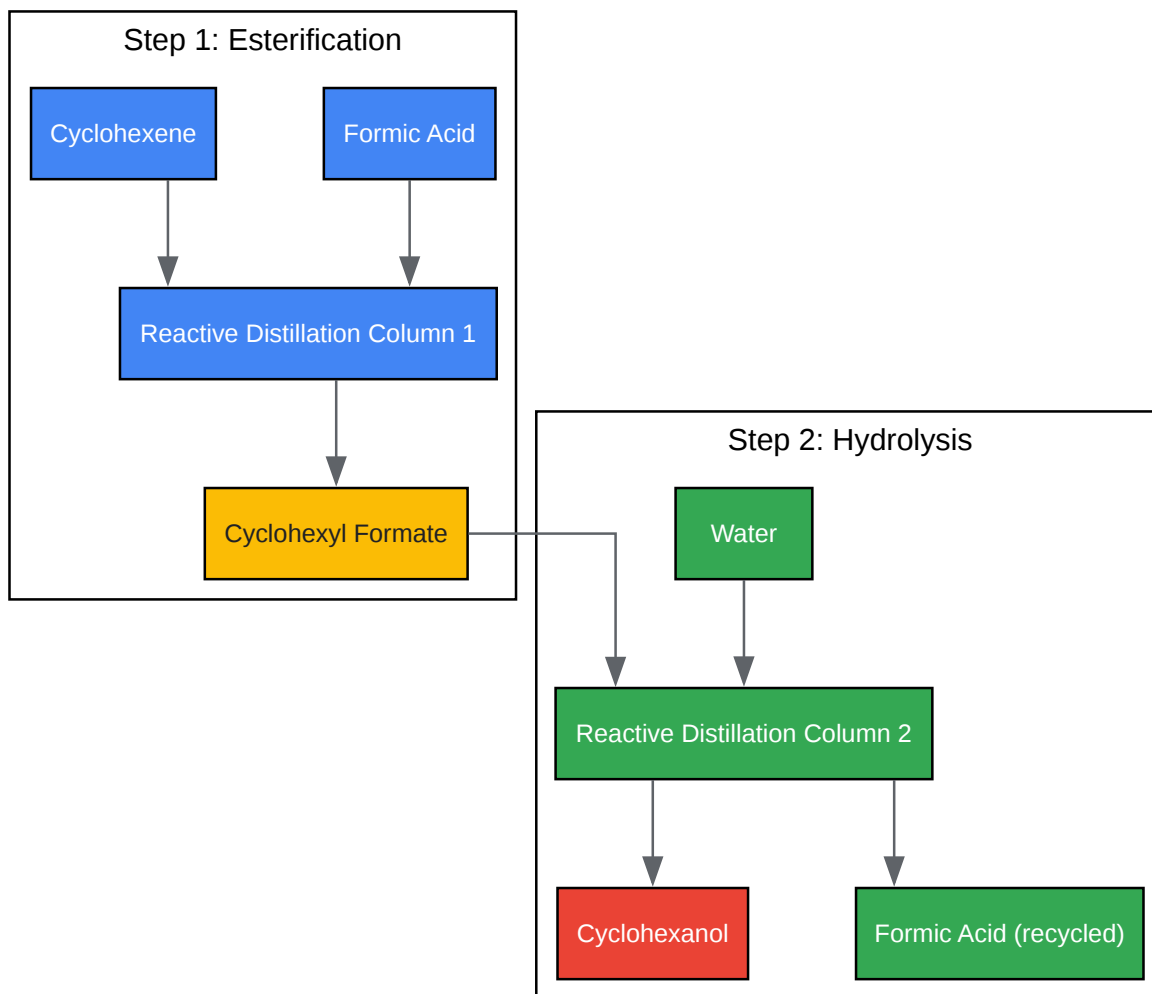 Step 1: Esterification
Cyclohexene
Formic Acid
Reactive Distillation Column 1
Cyclohexyl Formate
Step 2: Hydrolysis
Water
Reactive Distillation Column 2
Cyclohexanol
Formic Acid (recycled)